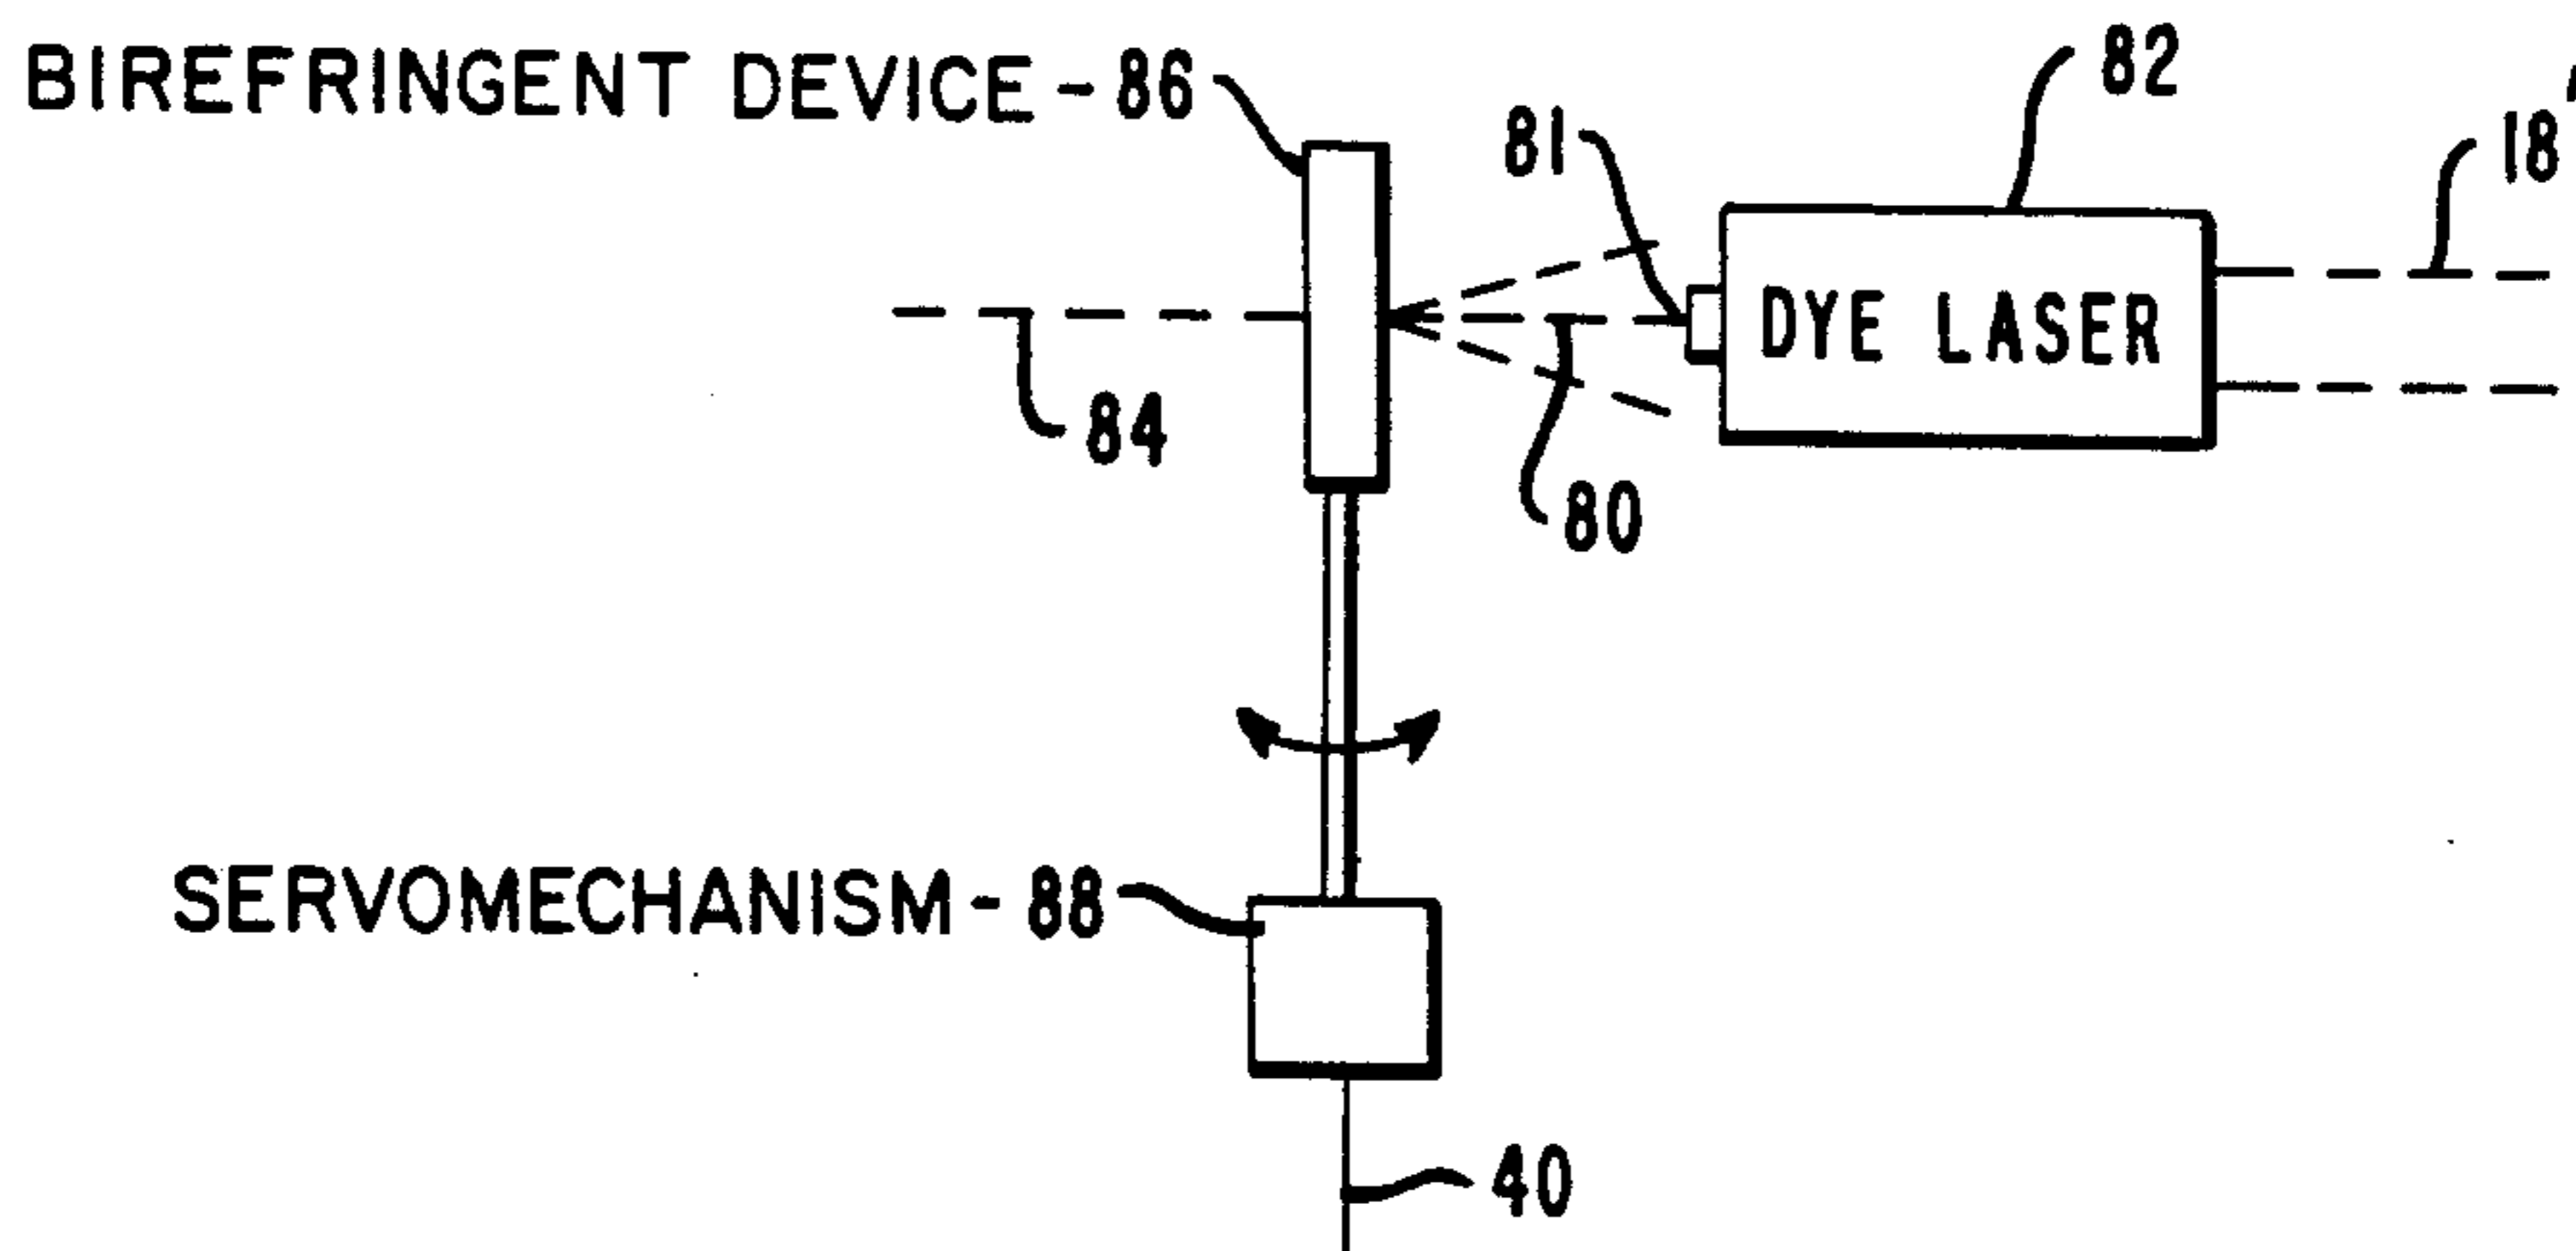 BIREFRINGENT DEVICE - 86
82
81
18'
DYE LASER
84
80
SERVOMECHANISM - 88
40